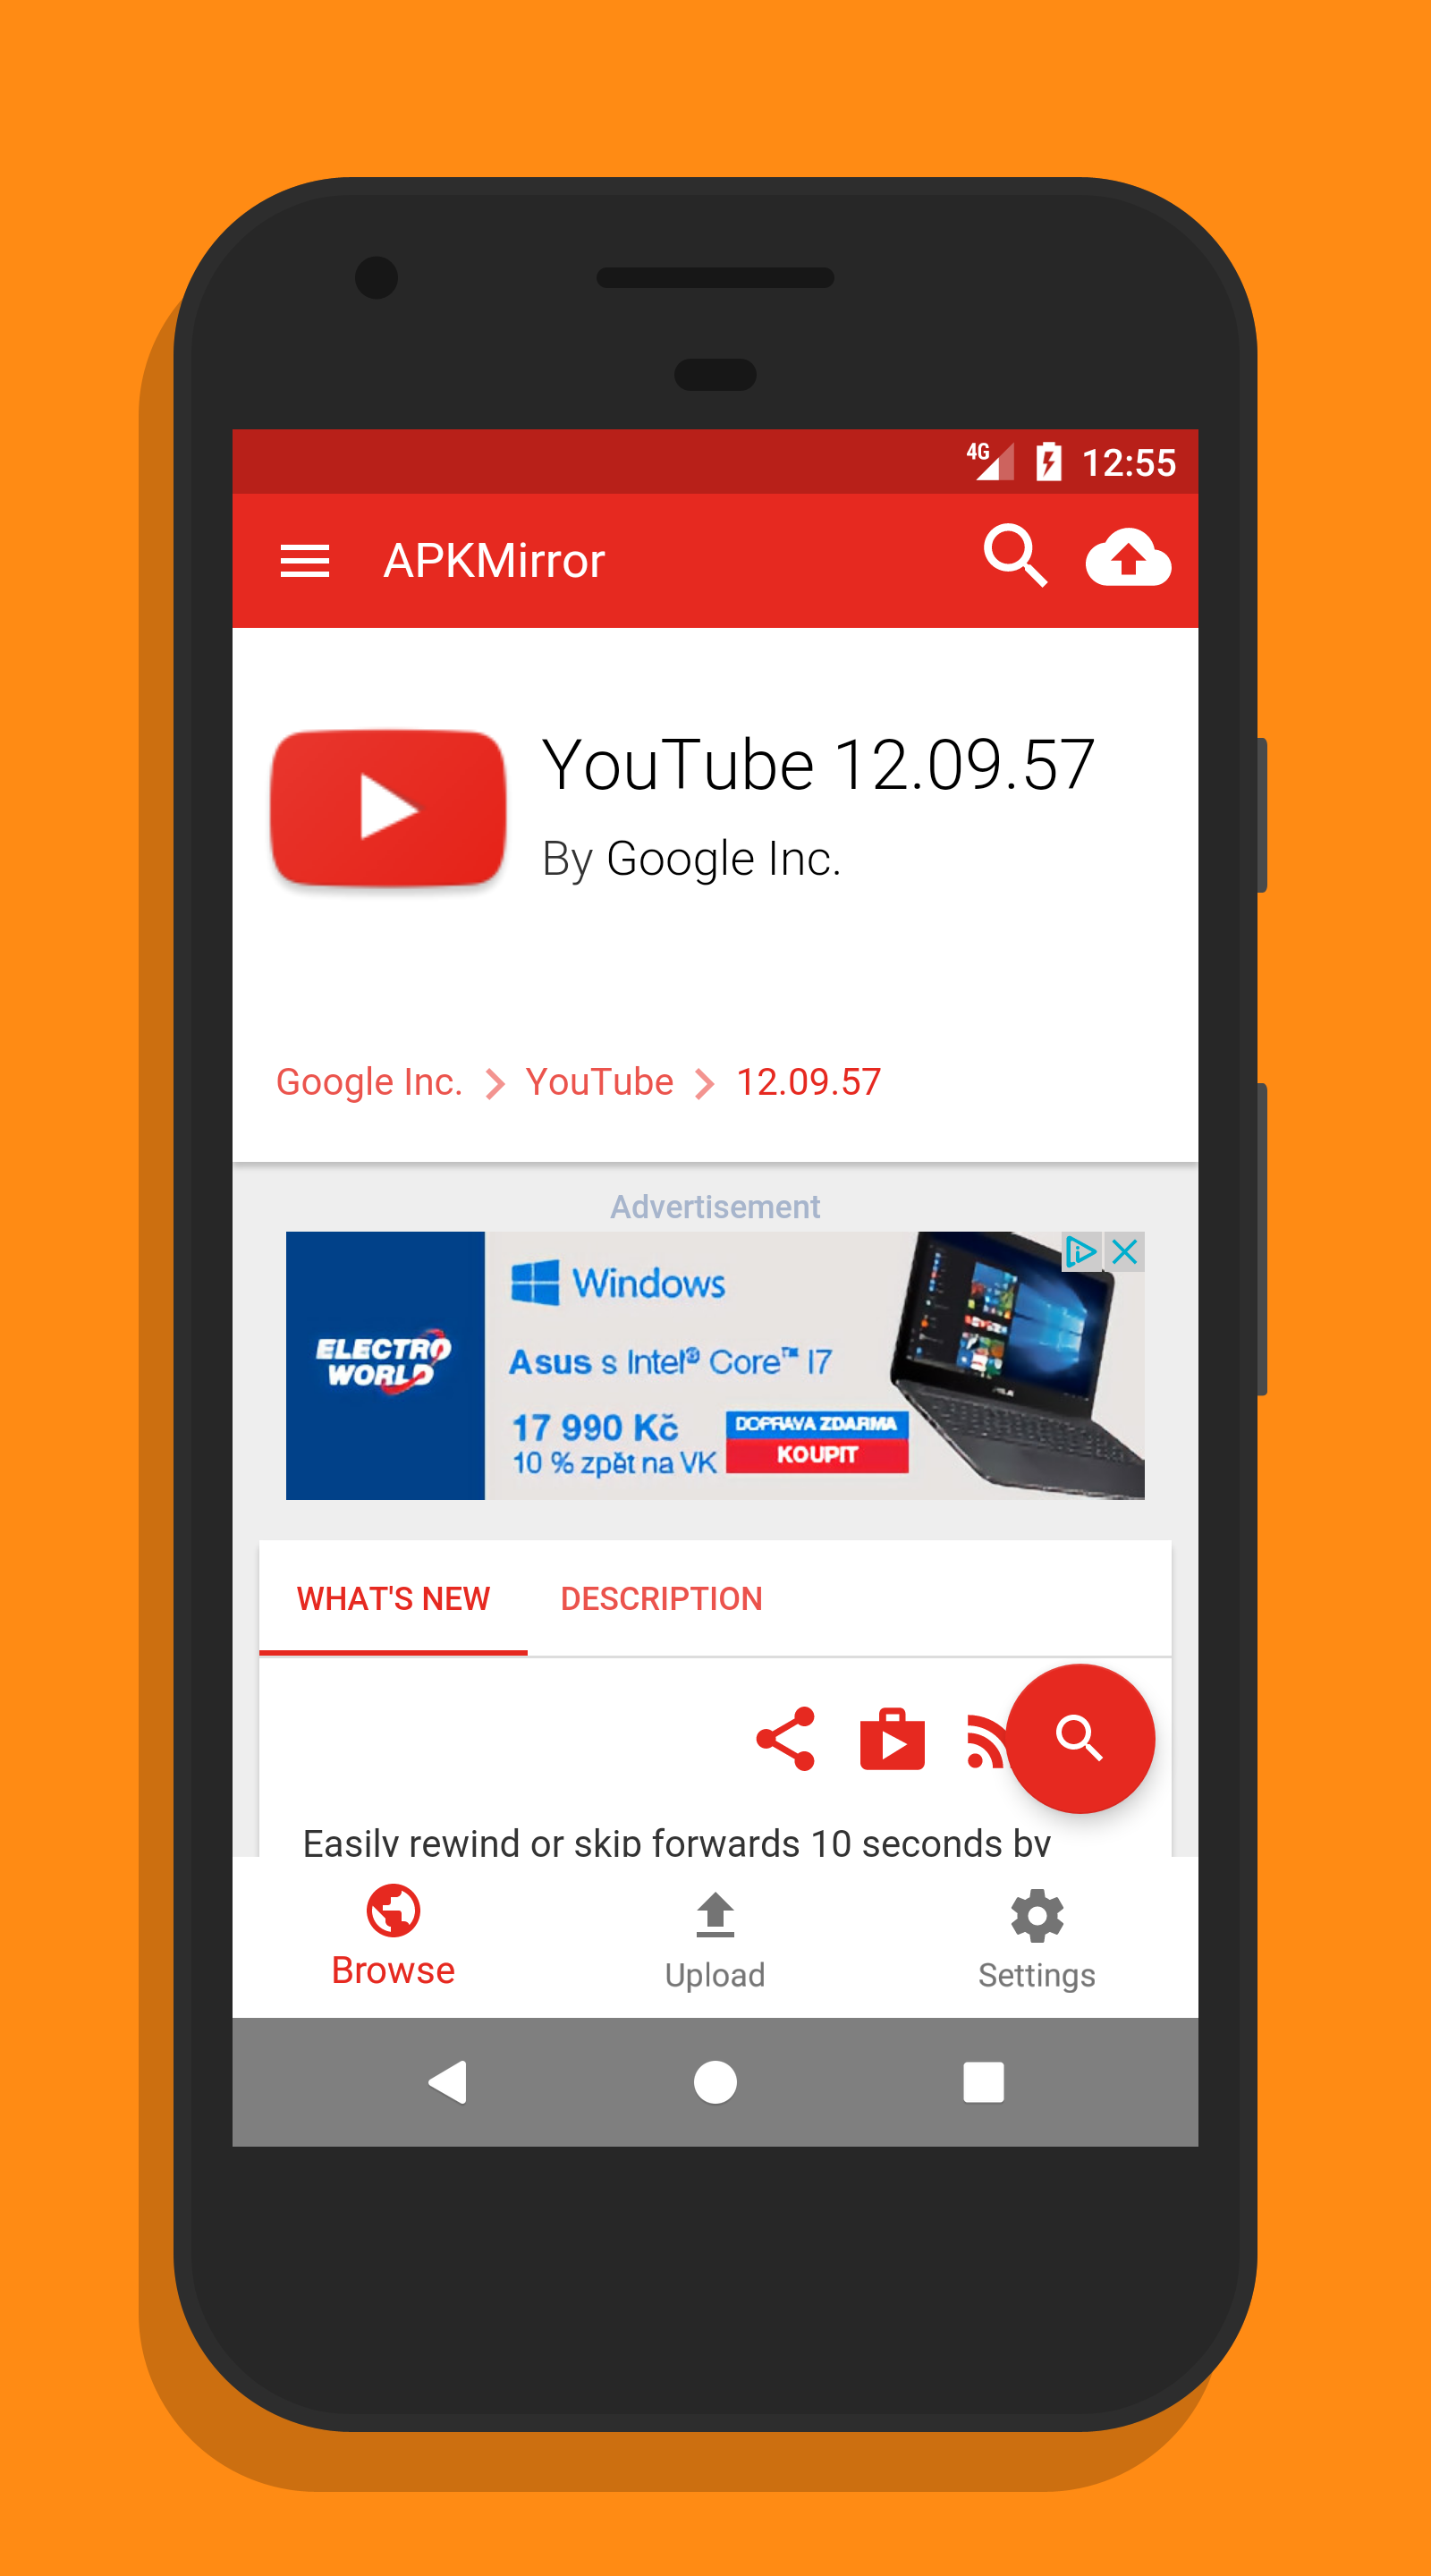 4G 12:55
APKMirror
YouTube 12.09.57
By Google Inc.
Google Inc. YouTube 12.09.57
Advertisement
ELECTRO
WORLD
Windows
Asus s Intel® Core™ I7
17 990 Kč
10 % zpět na VK
DOPRAVA ZDARMA
KOUPIT
WHAT'S NEW DESCRIPTION
Easily rewind or skip forwards 10 seconds by
Browse Upload Settings